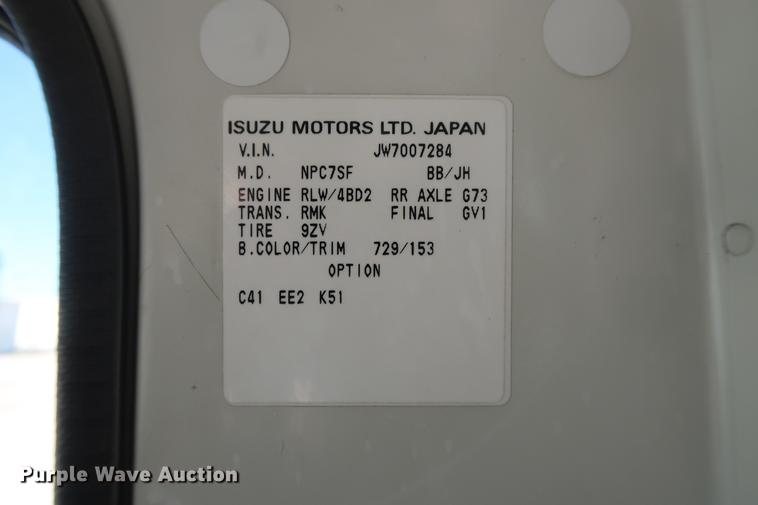 ISUZU MOTORS LTD. JAPAN
V.I.N. JW7007284
M.D. NPC7SF BB/JH
ENGINE RLW/4BD2 RR AXLE G73
TRANS. RMK FINAL GV1
TIRE 9ZV
B.COLOR/TRIM 729/153
OPTION
C41 EE2 K51
Purple Wave Auction